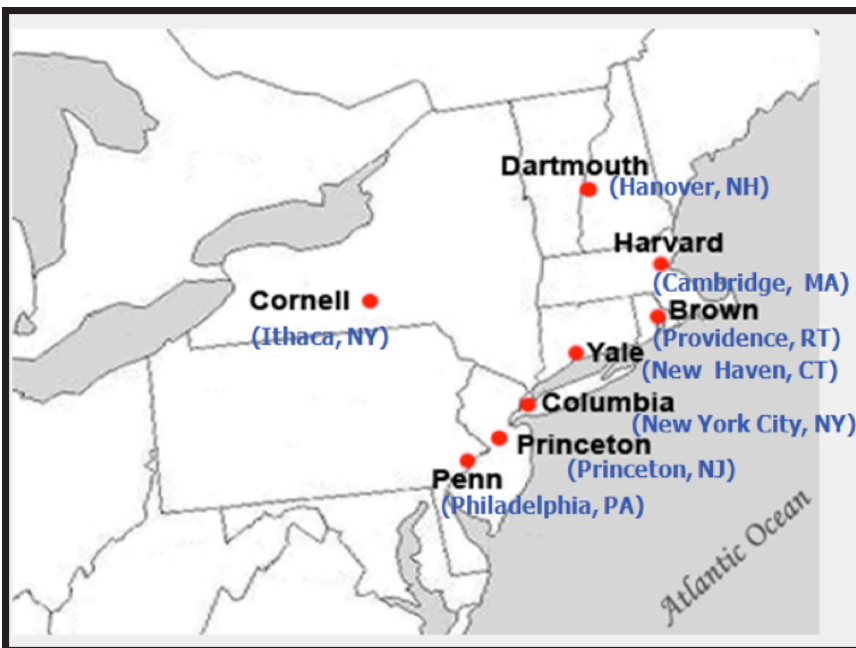 Dartmouth
(Hanover, NH)
Harvard
(Cambridge, MA)
Cornell
(Ithaca, NY)
Brown
(Providence, RT)
Yale
(New Haven, CT)
Columbia
(New York City, NY)
Princeton
(Princeton, NJ)
Penn
(Philadelphia, PA)
Atlantic Ocean